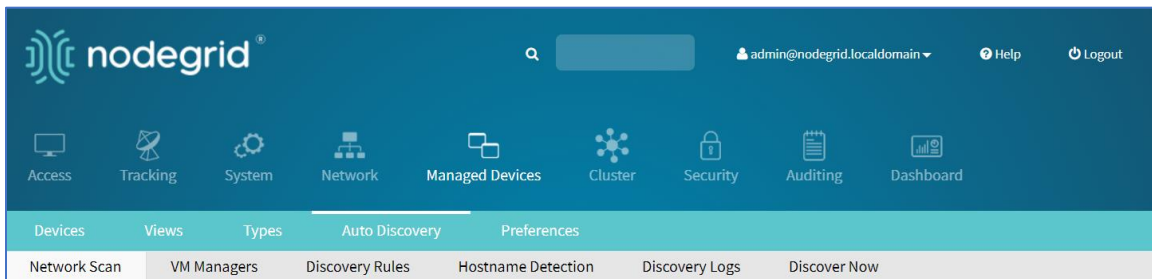 nodegrid®
admin@nodegrid.localdomain Help Logout
Access Tracking System Network Managed Devices Cluster Security Auditing Dashboard
Devices Views Types Auto Discovery Preferences
Network Scan VM Managers Discovery Rules Hostname Detection Discovery Logs Discover Now